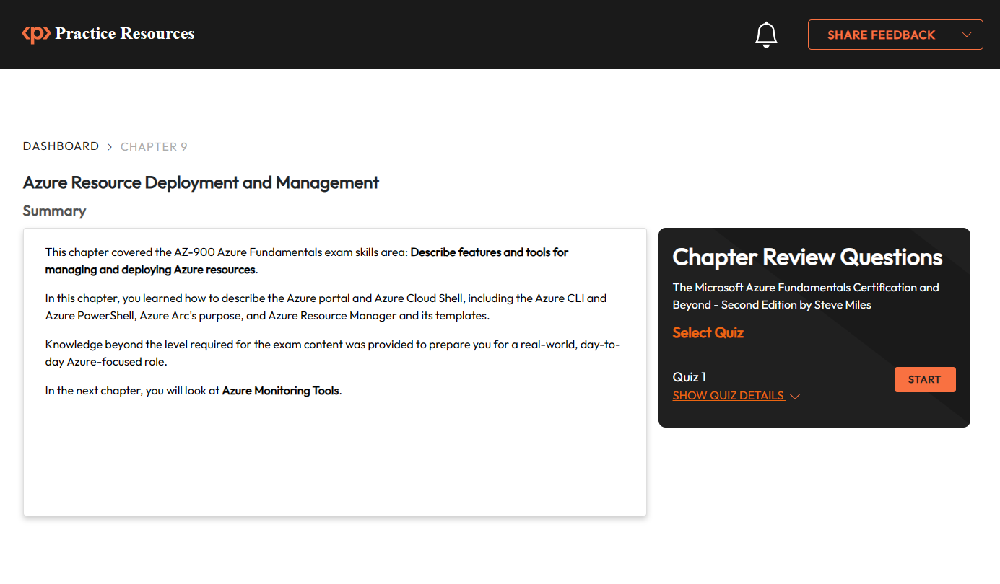 <p> Practice Resources
SHARE FEEDBACK
DASHBOARD > CHAPTER 9
Azure Resource Deployment and Management
Summary
This chapter covered the AZ-900 Azure Fundamentals exam skills area: Describe features and tools for
managing and deploying Azure resources.
In this chapter, you learned how to describe the Azure portal and Azure Cloud Shell, including the Azure CLI and
Azure PowerShell, Azure Arc's purpose, and Azure Resource Manager and its templates.
Knowledge beyond the level required for the exam content was provided to prepare you for a real-world, day-to-
day Azure-focused role.
In the next chapter, you will look at Azure Monitoring Tools.
Chapter Review Questions
The Microsoft Azure Fundamentals Certification and
Beyond - Second Edition by Steve Miles
Select Quiz
Quiz 1
START
SHOW QUIZ DETAILS